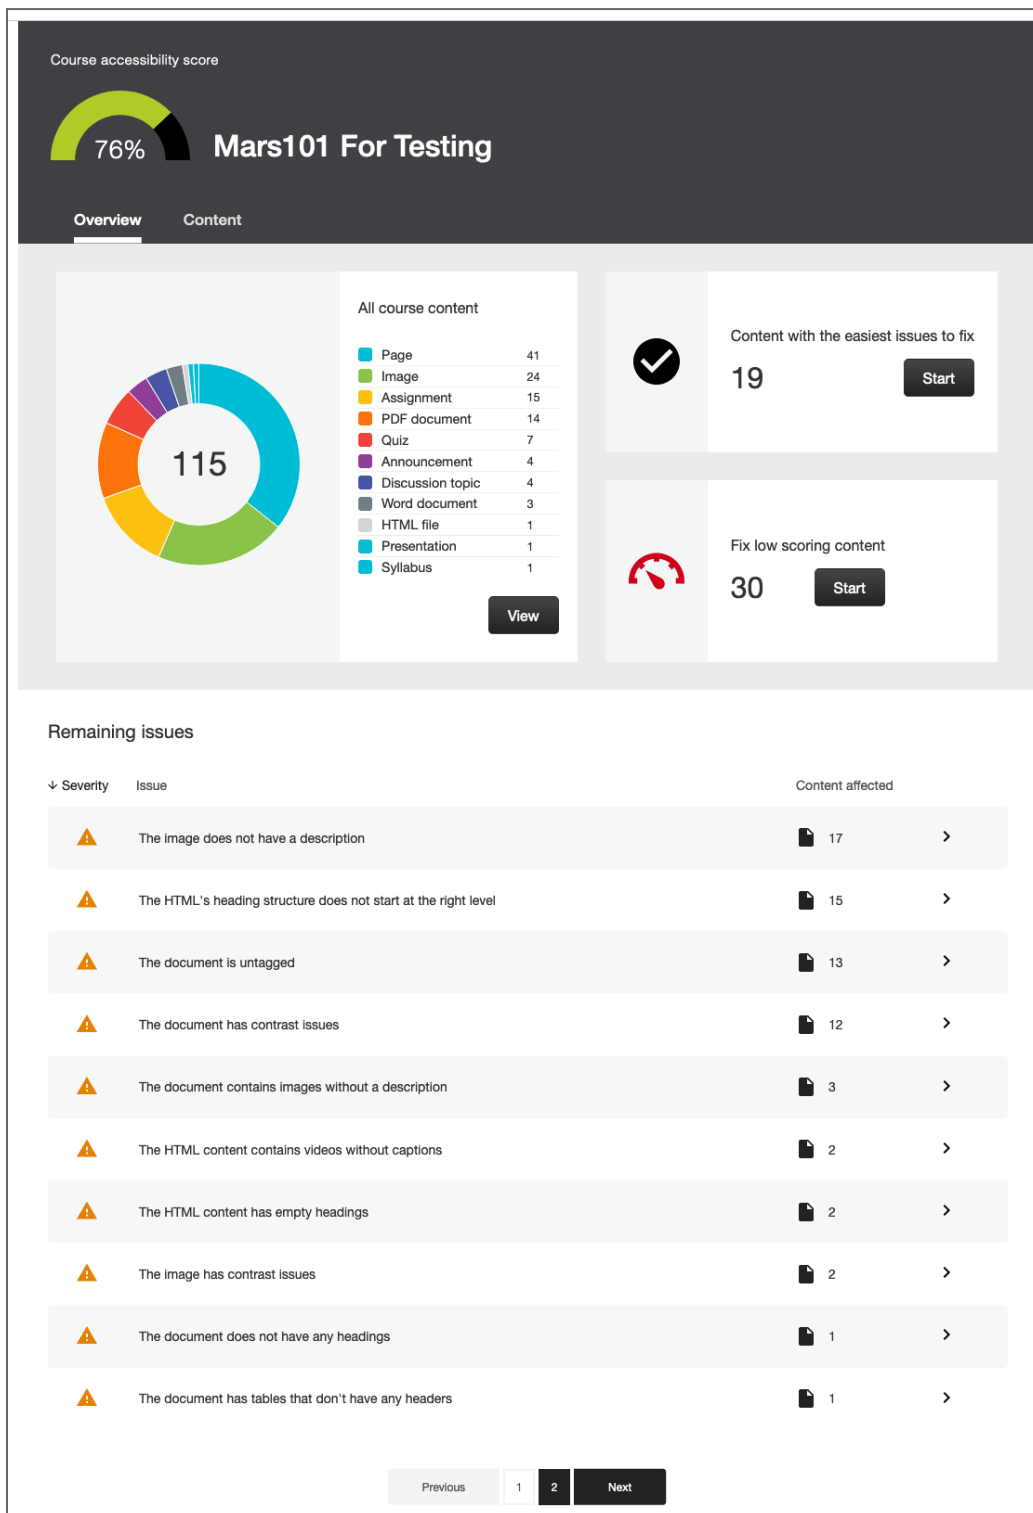 Course accessibility score
76%
Mars101 For Testing
Overview Content
All course content
Page 41
Image 24
Assignment 15
PDF document 14
Quiz 7
Announcement 4
Discussion topic 4
Word document 3
HTML file 1
Presentation 1
Syllabus 1
115
View
Content with the easiest issues to fix
19 Start
Fix low scoring content
30 Start
Remaining issues
Severity Issue Content affected
The image does not have a description 17
The HTML's heading structure does not start at the right level 15
The document is untagged 13
The document has contrast issues 12
The document contains images without a description 3
The HTML content contains videos without captions 2
The HTML content has empty headings 2
The image has contrast issues 2
The document does not have any headings 1
The document has tables that don't have any headers 1
Previous 1 2 Next